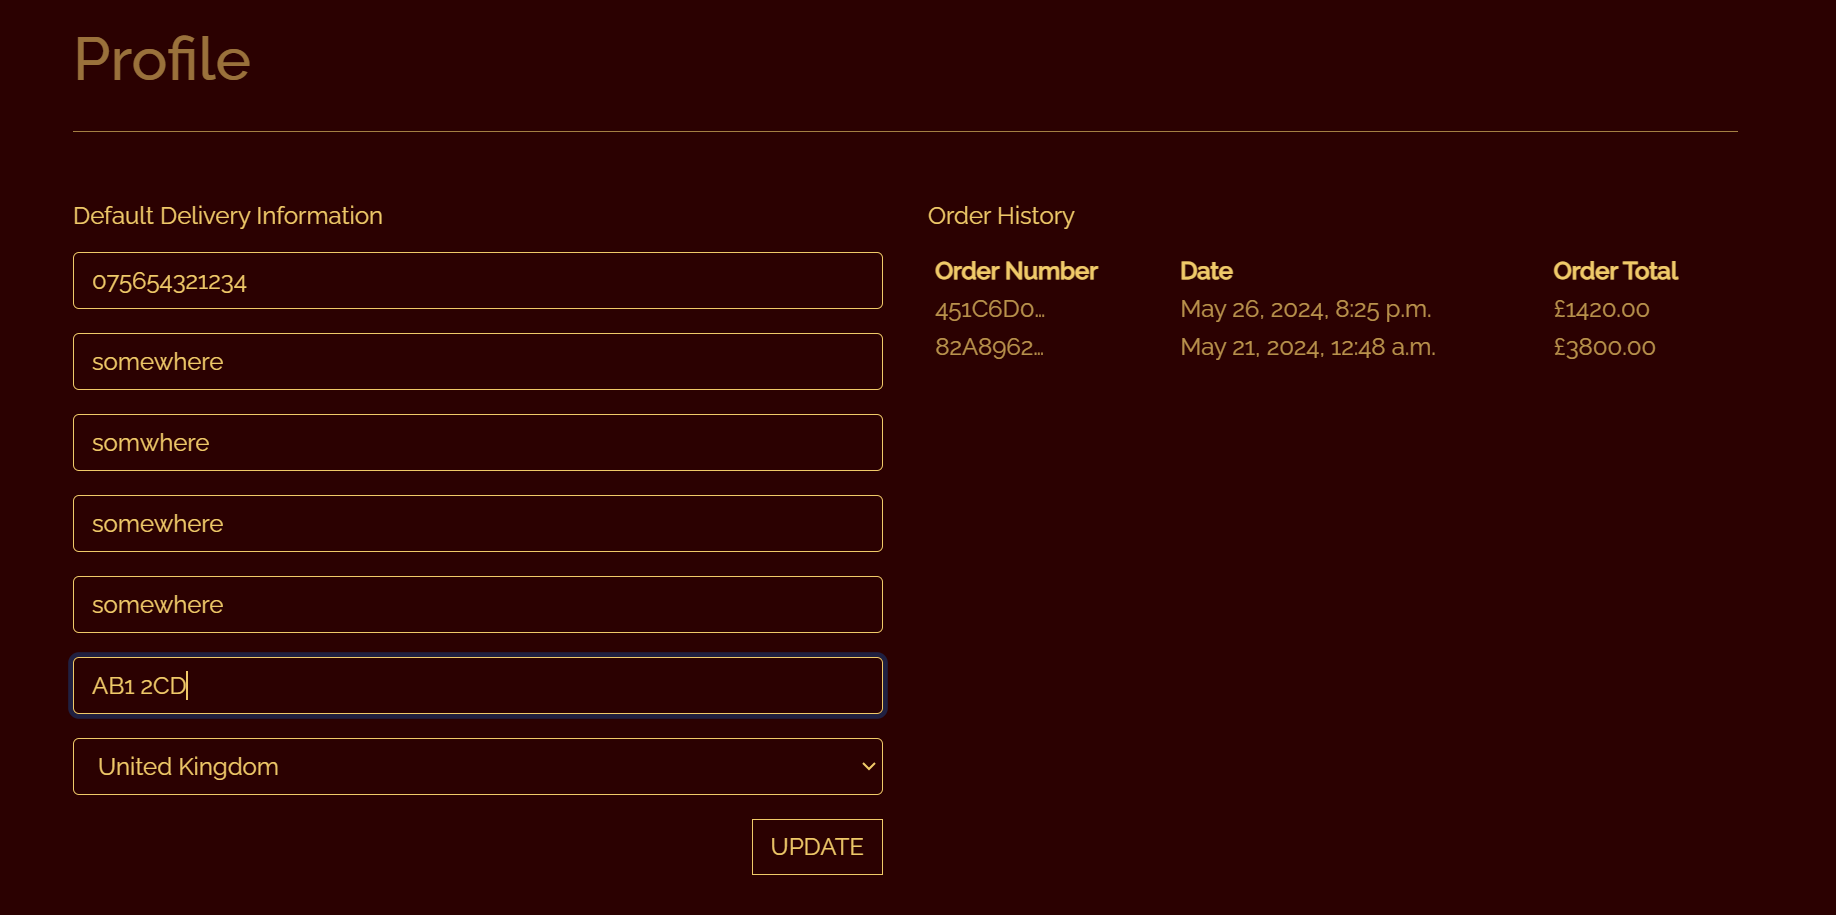 Profile
Default Delivery Information
075654321234
somewhere
somwhere
somewhere
somewhere
AB1 2CD
United Kingdom
UPDATE
Order History
Order Number Date Order Total
451C6D0... May 26, 2024, 8:25 p.m. £1420.00
82A8962... May 21, 2024, 12:48 a.m. £3800.00